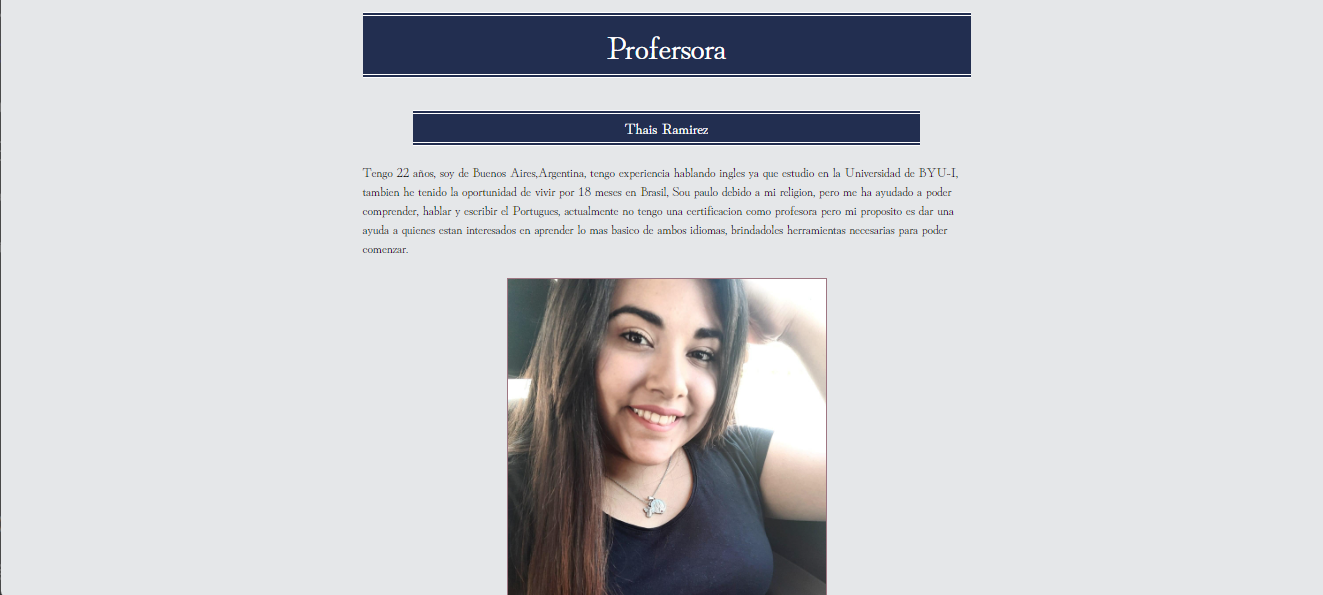 Profersora
Thais Ramirez
Tengo 22 años, soy de Buenos Aires,Argentina, tengo experiencia hablando ingles ya que estudio en la Universidad de BYU-I,
tambien he tenido la oportunidad de vivir por 18 meses en Brasil, Sou paulo debido a mi religion, pero me ha ayudado a poder
comprender, hablar y escribir el Portugues, actualmente no tengo una certificacion como profesora pero mi proposito es dar una
ayuda a quienes estan interesados en aprender lo mas basico de ambos idiomas, brindadoles herramientas necesarias para poder
comenzar.